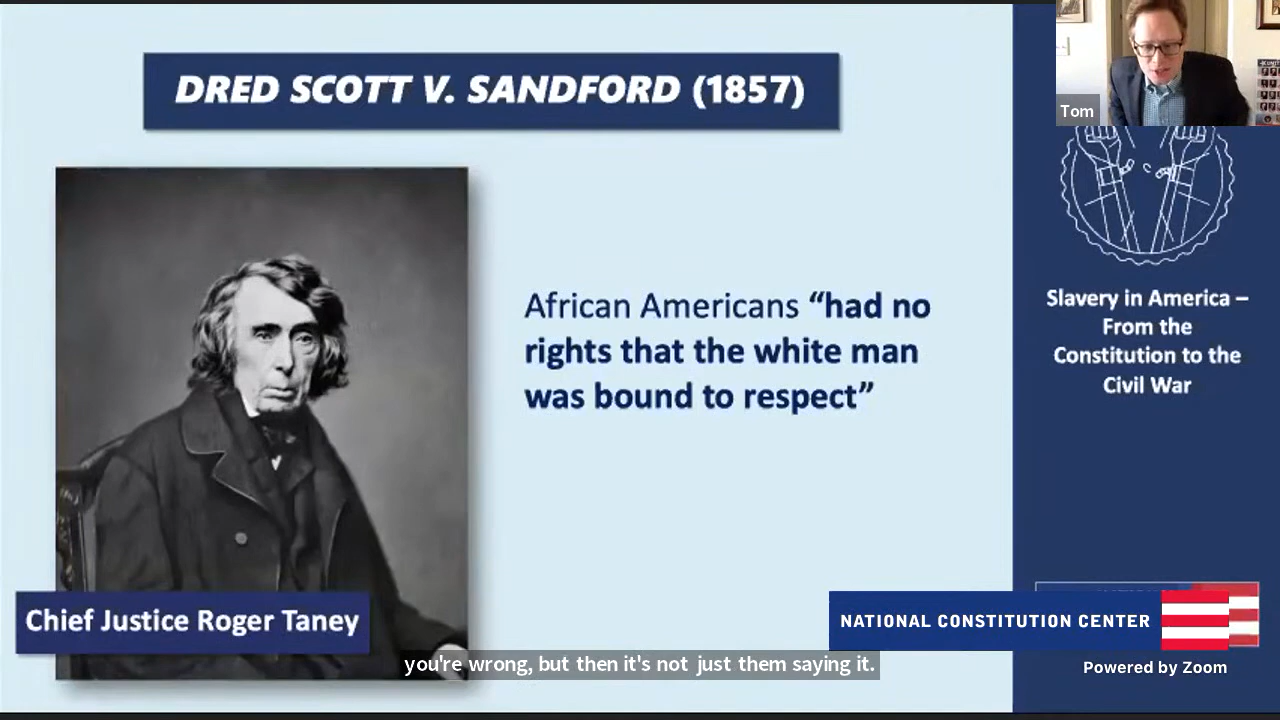 DRED SCOTT V. SANDFORD (1857)
Tom
African Americans “had no
rights that the white man
was bound to respect”
Slavery in America –
From the
Constitution to the
Civil War
Chief Justice Roger Taney
NATIONAL CONSTITUTION CENTER
you're wrong, but then it's not just them saying it.
Powered by Zoom